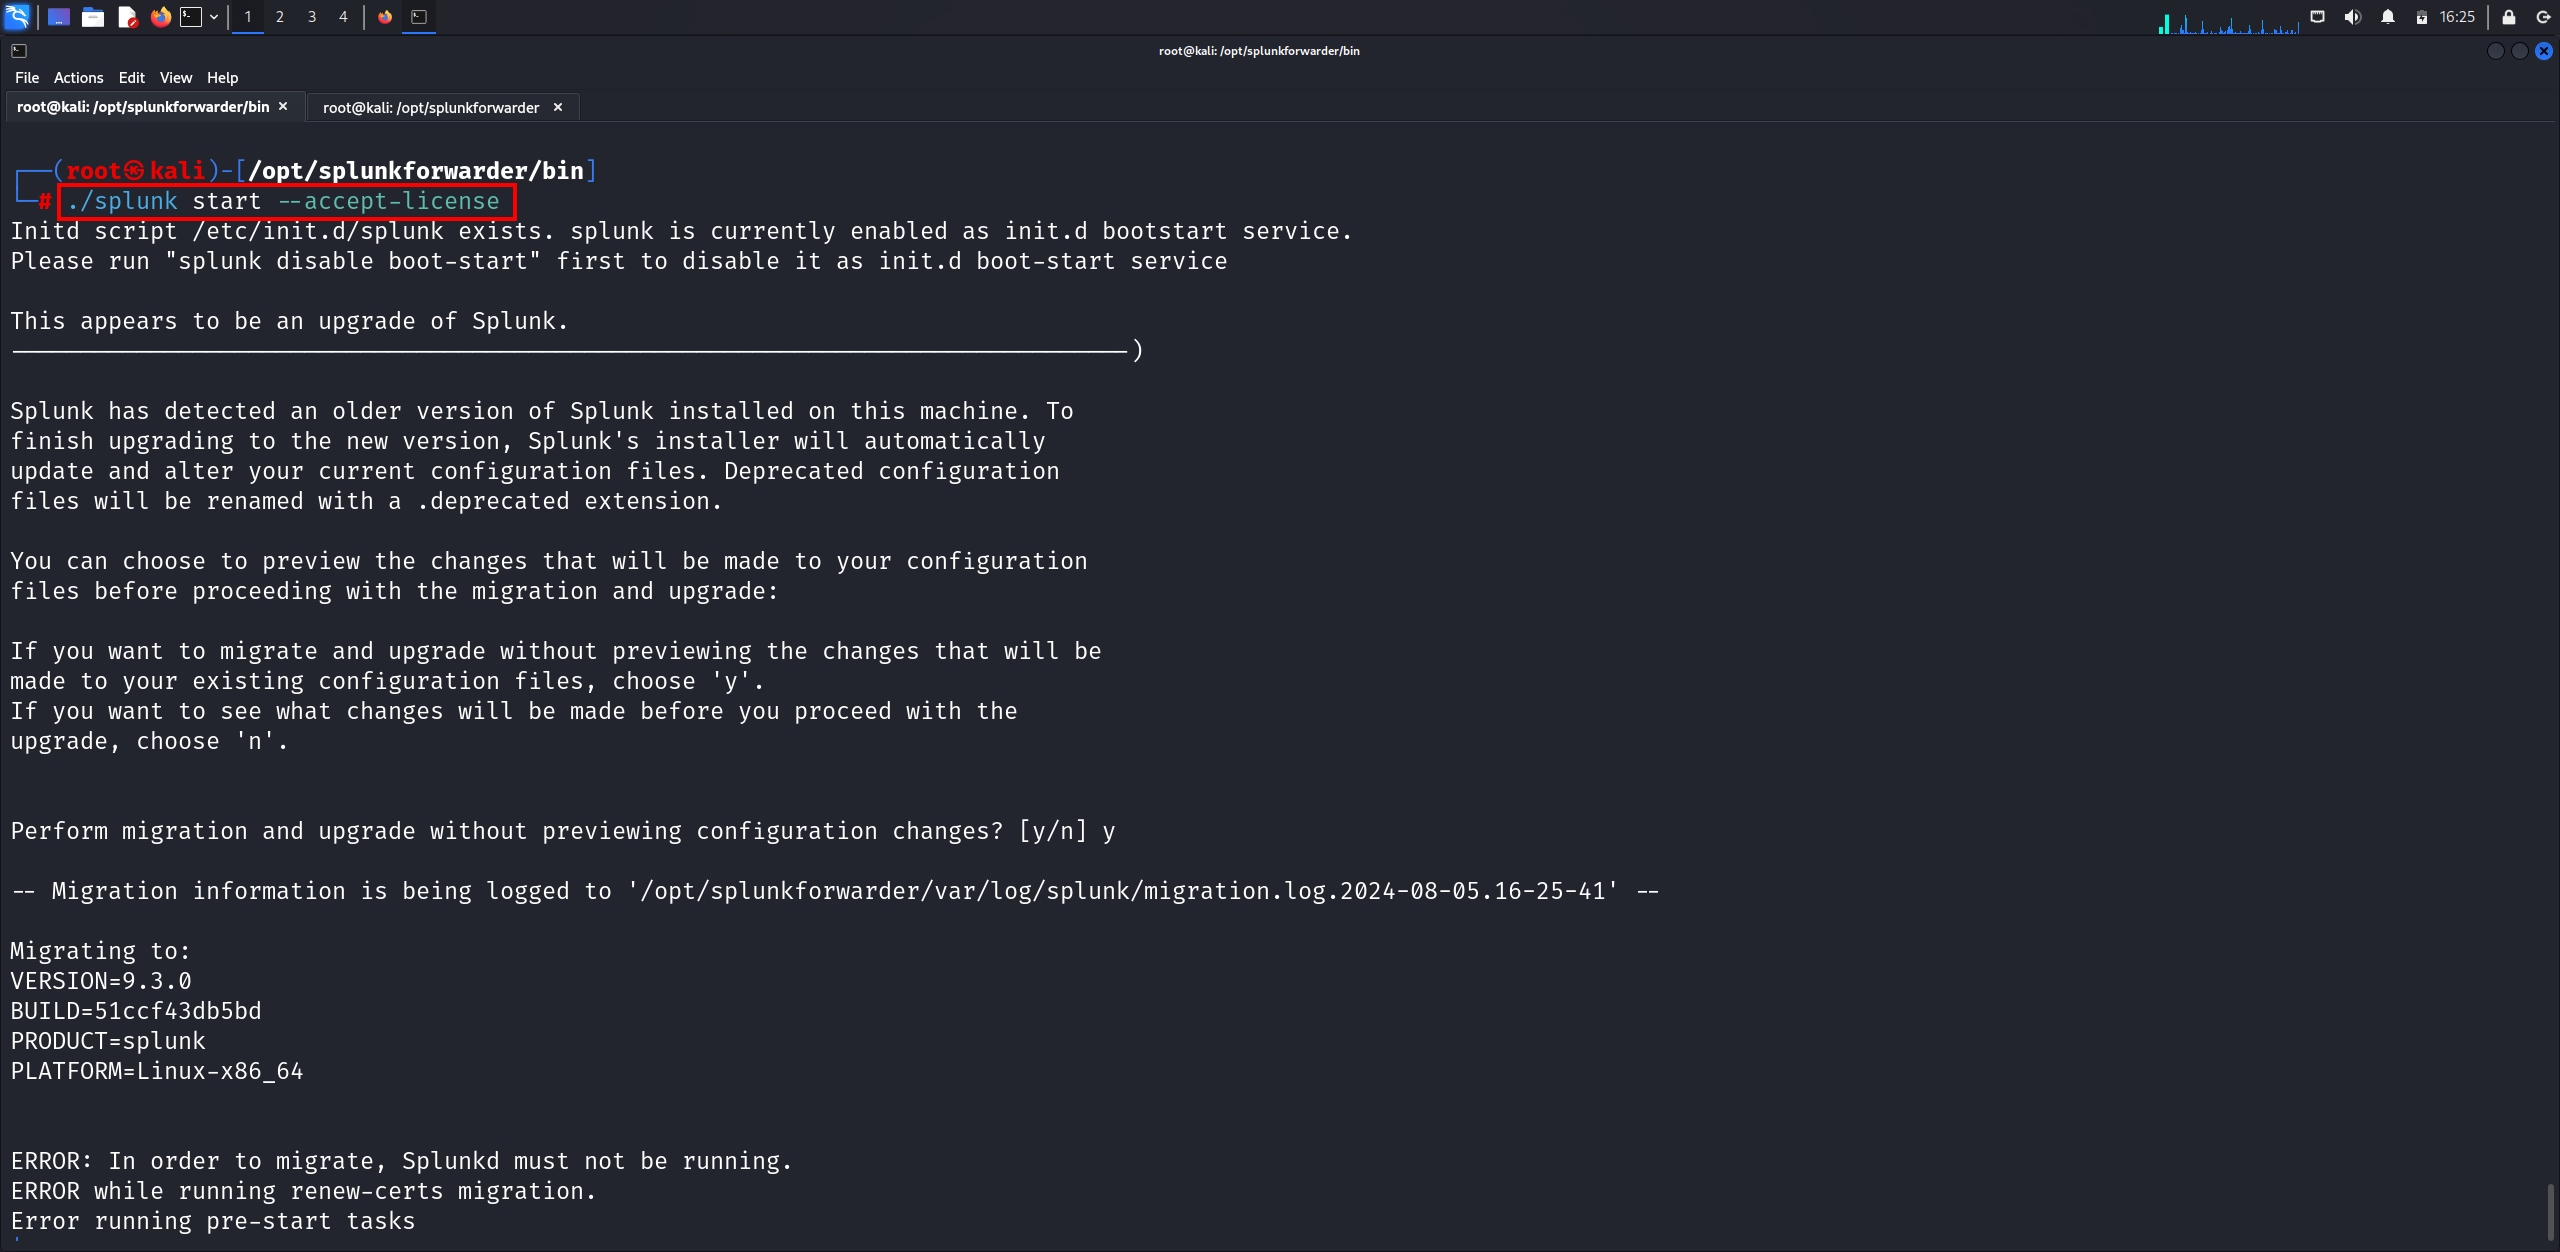 1 2 3 4
16:25
root@kali: /opt/splunkforwarder/bin
File Actions Edit View Help
root@kali: /opt/splunkforwarder/bin × root@kali: /opt/splunkforwarder ×
┌──(root㉿kali)-[/opt/splunkforwarder/bin]
└─# ./splunk start --accept-license
Initd script /etc/init.d/splunk exists. splunk is currently enabled as init.d bootstart service.
Please run "splunk disable boot-start" first to disable it as init.d boot-start service
This appears to be an upgrade of Splunk.
--------------------------------------------------------------------------------)
Splunk has detected an older version of Splunk installed on this machine. To
finish upgrading to the new version, Splunk's installer will automatically
update and alter your current configuration files. Deprecated configuration
files will be renamed with a .deprecated extension.
You can choose to preview the changes that will be made to your configuration
files before proceeding with the migration and upgrade:
If you want to migrate and upgrade without previewing the changes that will be
made to your existing configuration files, choose 'y'.
If you want to see what changes will be made before you proceed with the
upgrade, choose 'n'.
Perform migration and upgrade without previewing configuration changes? [y/n] y
-- Migration information is being logged to '/opt/splunkforwarder/var/log/splunk/migration.log.2024-08-05.16-25-41' --
Migrating to:
VERSION=9.3.0
BUILD=51ccf43db5bd
PRODUCT=splunk
PLATFORM=Linux-x86_64
ERROR: In order to migrate, Splunkd must not be running.
ERROR while running renew-certs migration.
Error running pre-start tasks